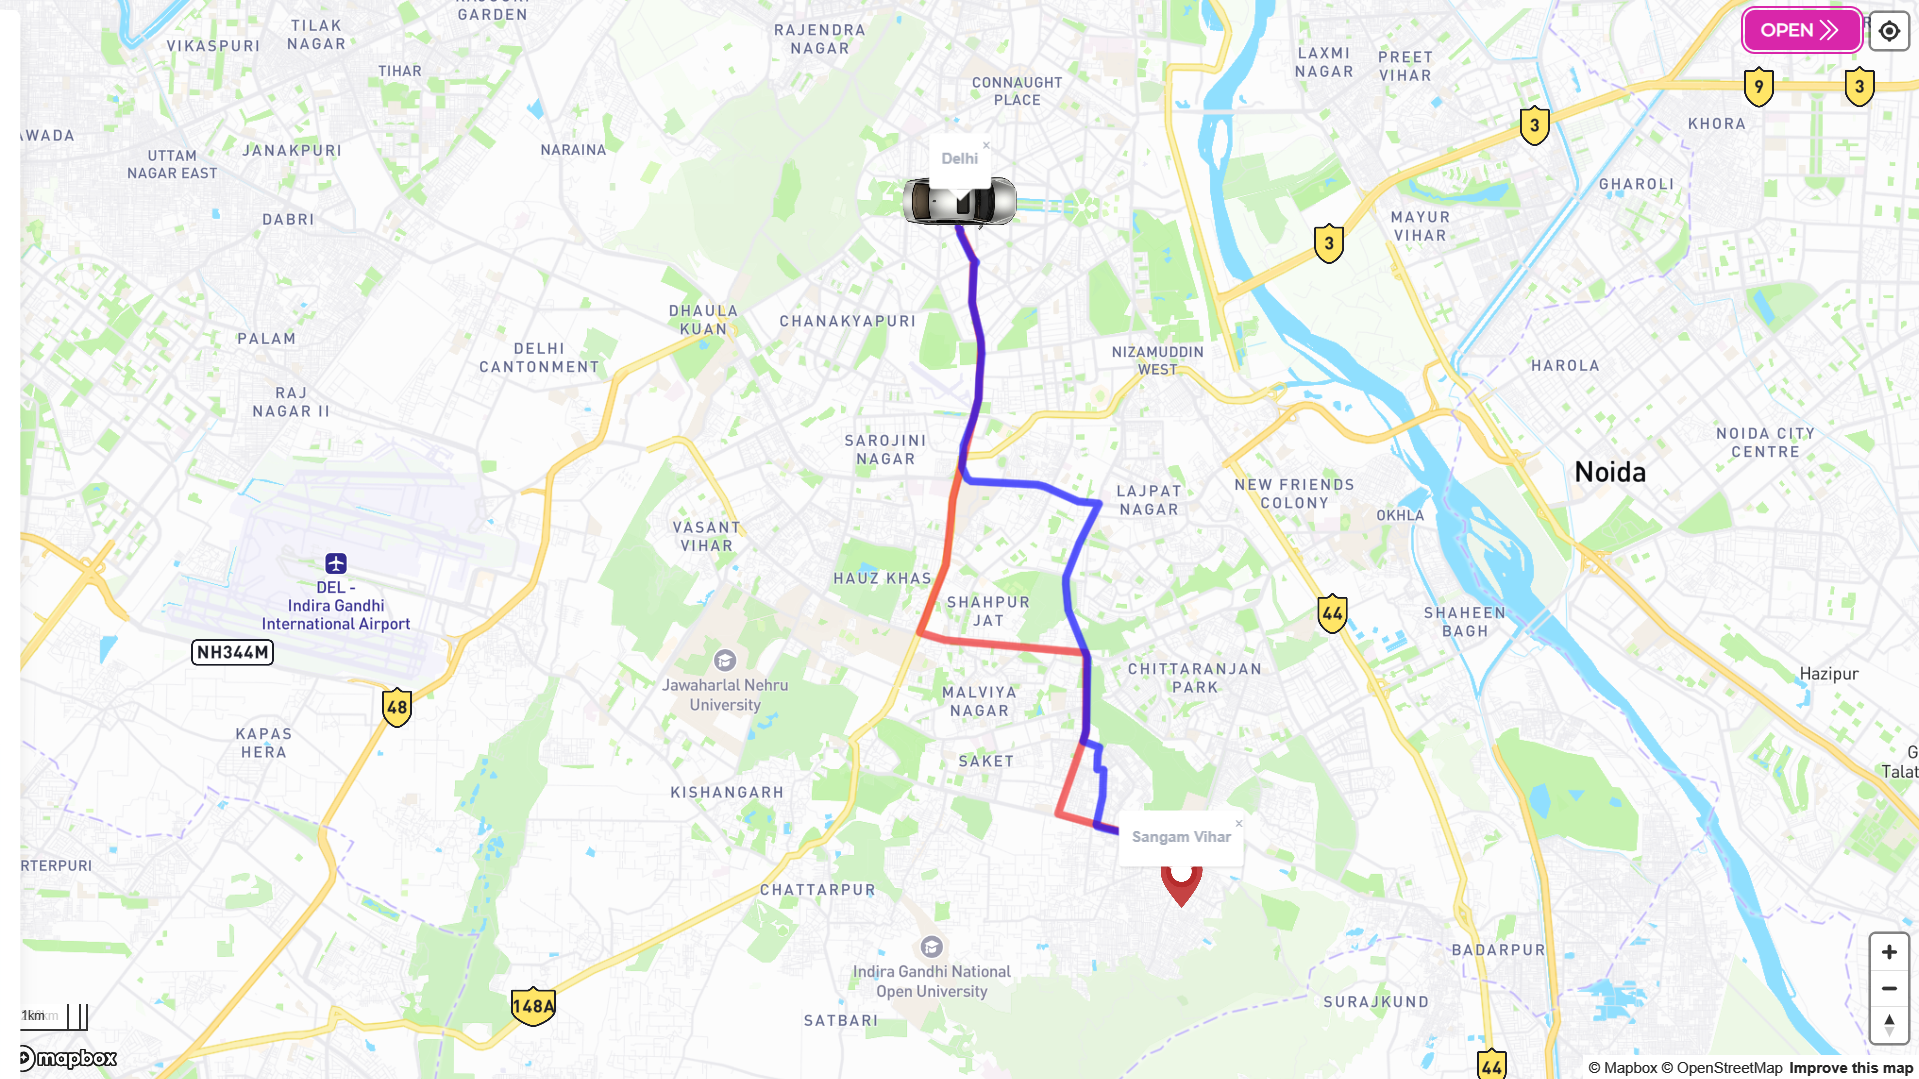 GARDEN
TILAK
NAGAR
VIKASPURI
RAJENDRA
NAGAR
TIHAR
CONNAUGHT
PLACE
LAXMI
NAGAR
PREET
VIHAR
OPEN
9
3
3
KHORA
AWADA
JANAKPURI
UTTAM
NAGAR EAST
NARAINA
Delhi
×
GHAROLI
DABRI
MAYUR
VIHAR
3
DHAULA
KUAN
CHANAKYAPURI
PALAM
DELHI
CANTONMENT
NIZAMUDDIN
WEST
HAROLA
RAJ
NAGAR II
SAROJINI
NAGAR
NOIDA CITY
CENTRE
Noida
LAJPAT
NAGAR
NEW FRIENDS
COLONY
OKHLA
VASANT
VIHAR
DEL -
Indira Gandhi
International Airport
HAUZ KHAS
SHAHPUR
JAT
44
SHAHEEN
BAGH
NH344M
Jawaharlal Nehru
University
CHITTARANJAN
PARK
Hazipur
MALVIYA
NAGAR
48
KAPAS
HERA
SAKET
Talat
KISHANGARH
Sangam Vihar
×
RTERPURI
CHATTARPUR
BADARPUR
Indira Gandhi National
Open University
148A
SATBARI
SURAJKUND
1km
mapbox
44
© Mapbox © OpenStreetMap Improve this map